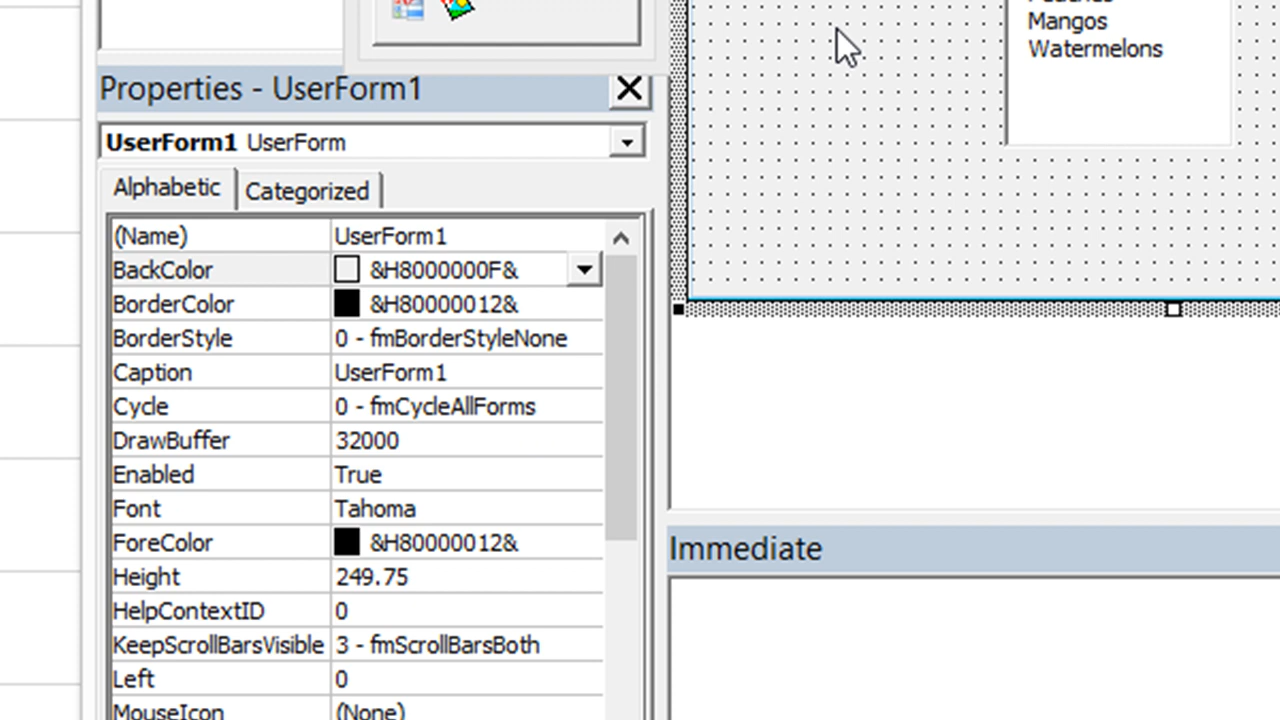 Mangos
Watermelons
Properties - UserForm1
UserForm1 UserForm
Alphabetic Categorized
(Name) UserForm1
BackColor &H8000000F&
BorderColor &H80000012&
BorderStyle 0 - fmBorderStyleNone
Caption UserForm1
Cycle 0 - fmCycleAllForms
DrawBuffer 32000
Enabled True
Font Tahoma
ForeColor &H80000012&
Height 249.75
HelpContextID 0
KeepScrollBarsVisible 3 - fmScrollBarsBoth
Left 0
MouseIcon (None)
Immediate